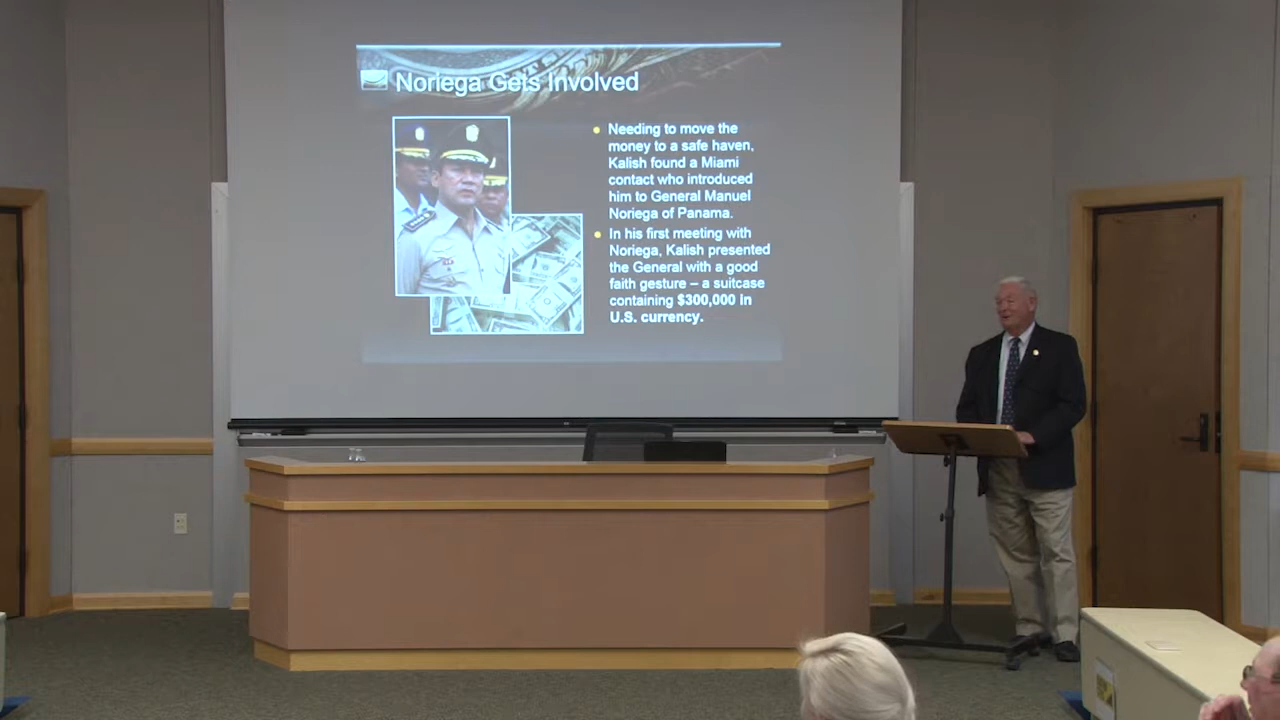 Noriega Gets Involved
Needing to move the
money to a safe haven,
Kalish found a Miami
contact who introduced
him to General Manuel
Noriega of Panama.
In his first meeting with
Noriega, Kalish presented
the General with a good
faith gesture – a suitcase
containing $300,000 in
U.S. currency.